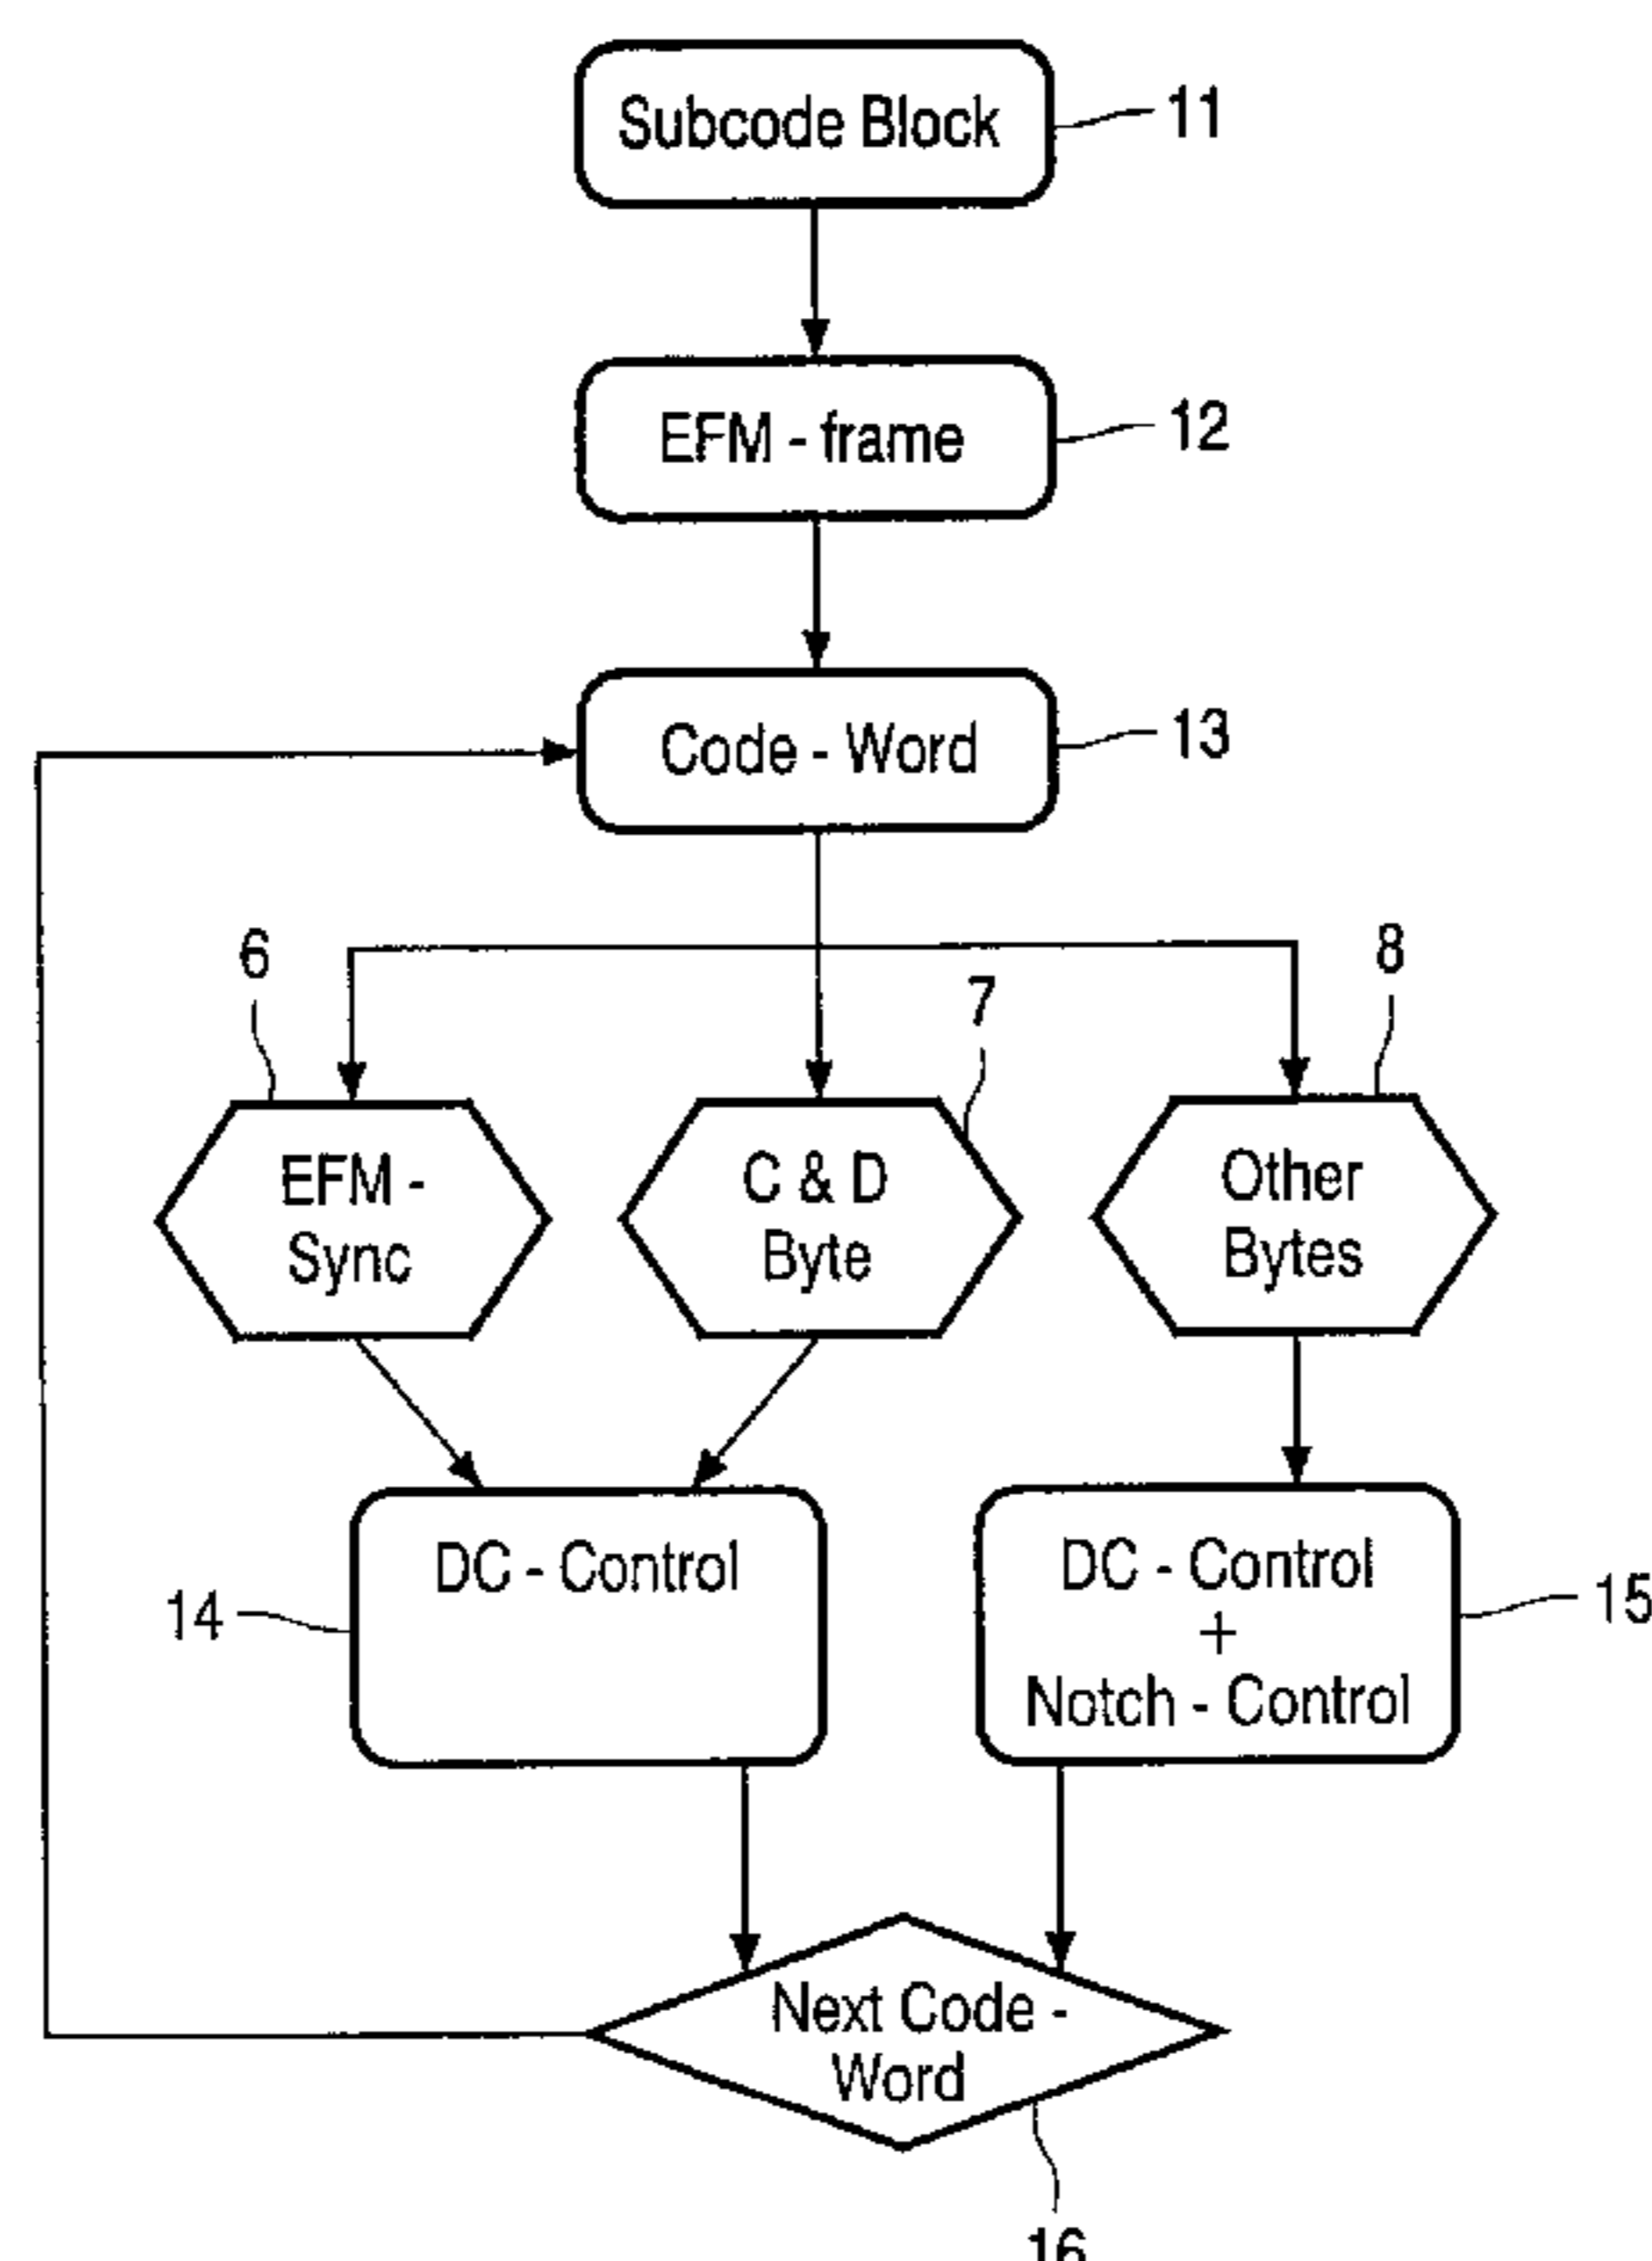 Subcode Block
11
EFM - frame
12
Code - Word
13
6
7
8
EFM -
Sync
C & D
Byte
Other
Bytes
14
DC - Control
DC - Control
+
Notch - Control
15
Next Code -
Word
16